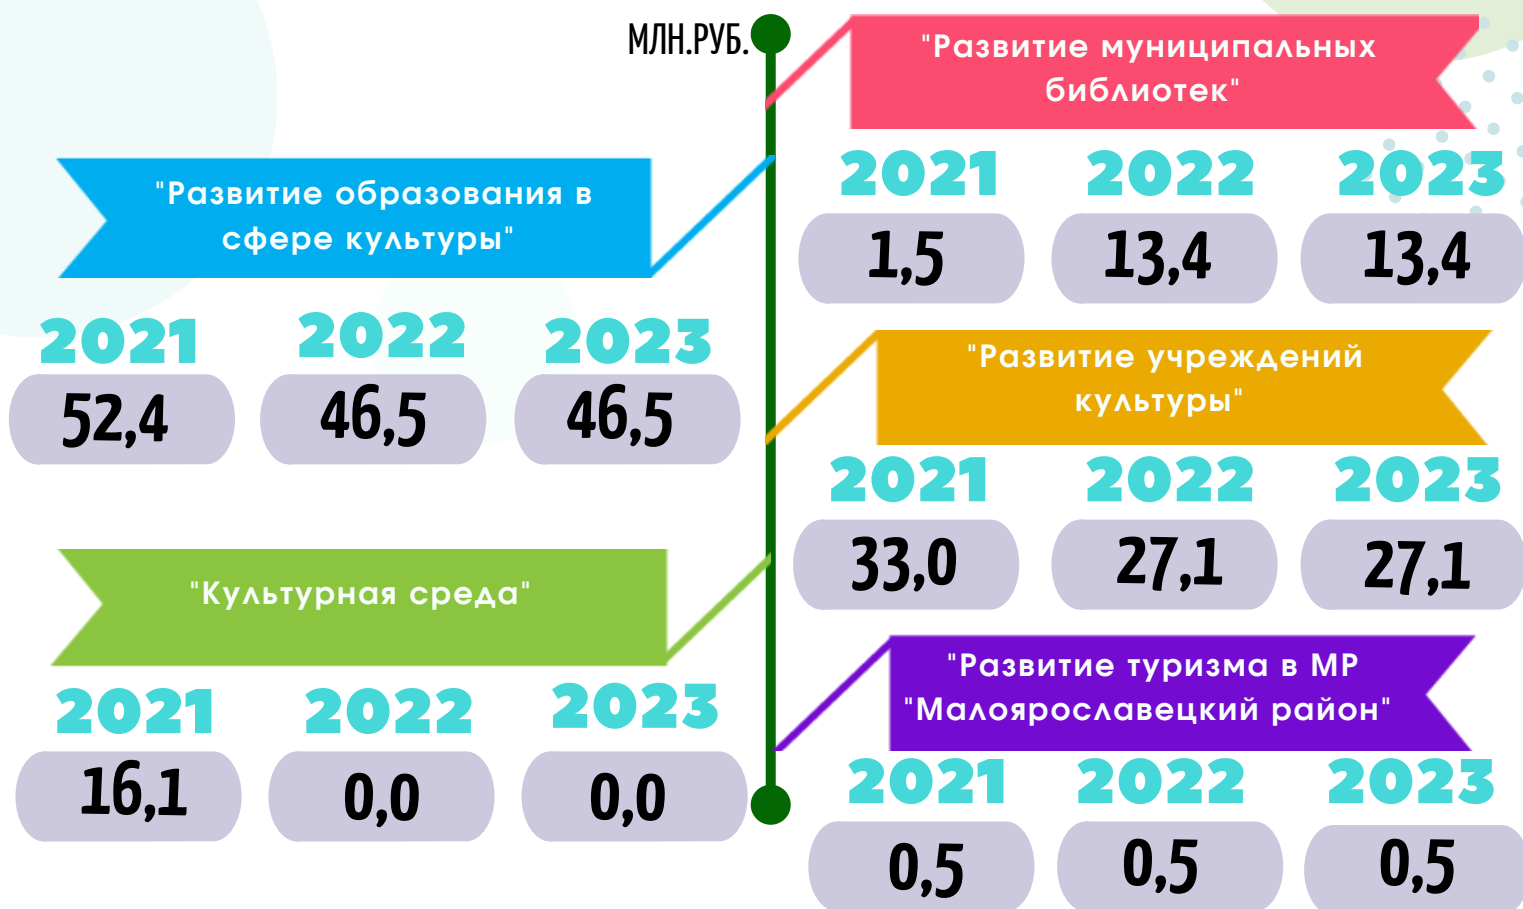 МЛН.РУБ.
"Развитие муниципальных
библиотек"
2021 2022 2023
1,5 13,4 13,4
"Развитие образования в
сфере культуры"
2021 2022 2023
52,4 46,5 46,5
"Развитие учреждений
культуры"
2021 2022 2023
33,0 27,1 27,1
"Культурная среда"
2021 2022 2023
16,1 0,0 0,0
"Развитие туризма в МР
"Малоярославецкий район"
2021 2022 2023
0,5 0,5 0,5